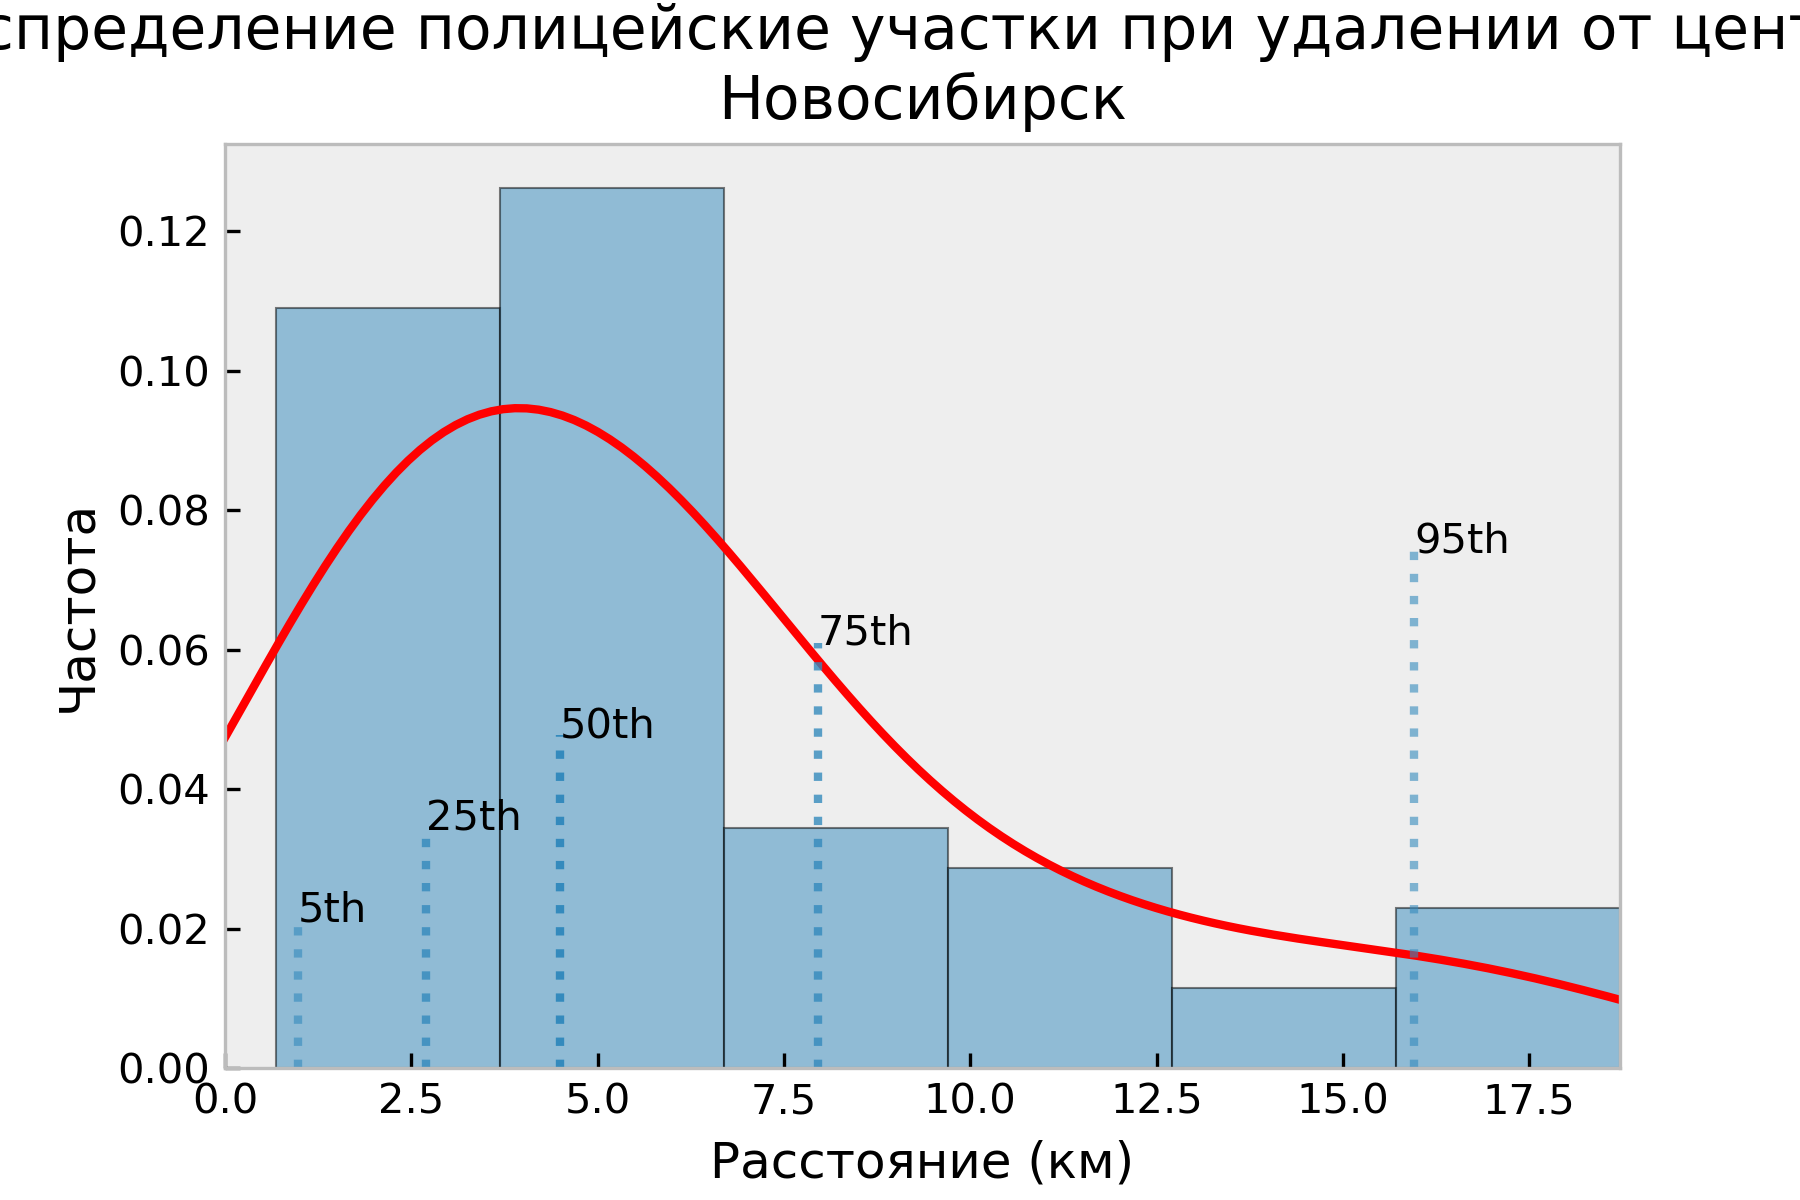 спределение полицейские участки при удалении от цент
Новосибирск
0.12
0.10
0.08
0.06
0.04
0.02
0.00
Частота
5th
25th
50th
75th
95th
0.0 2.5 5.0 7.5 10.0 12.5 15.0 17.5
Расстояние (км)